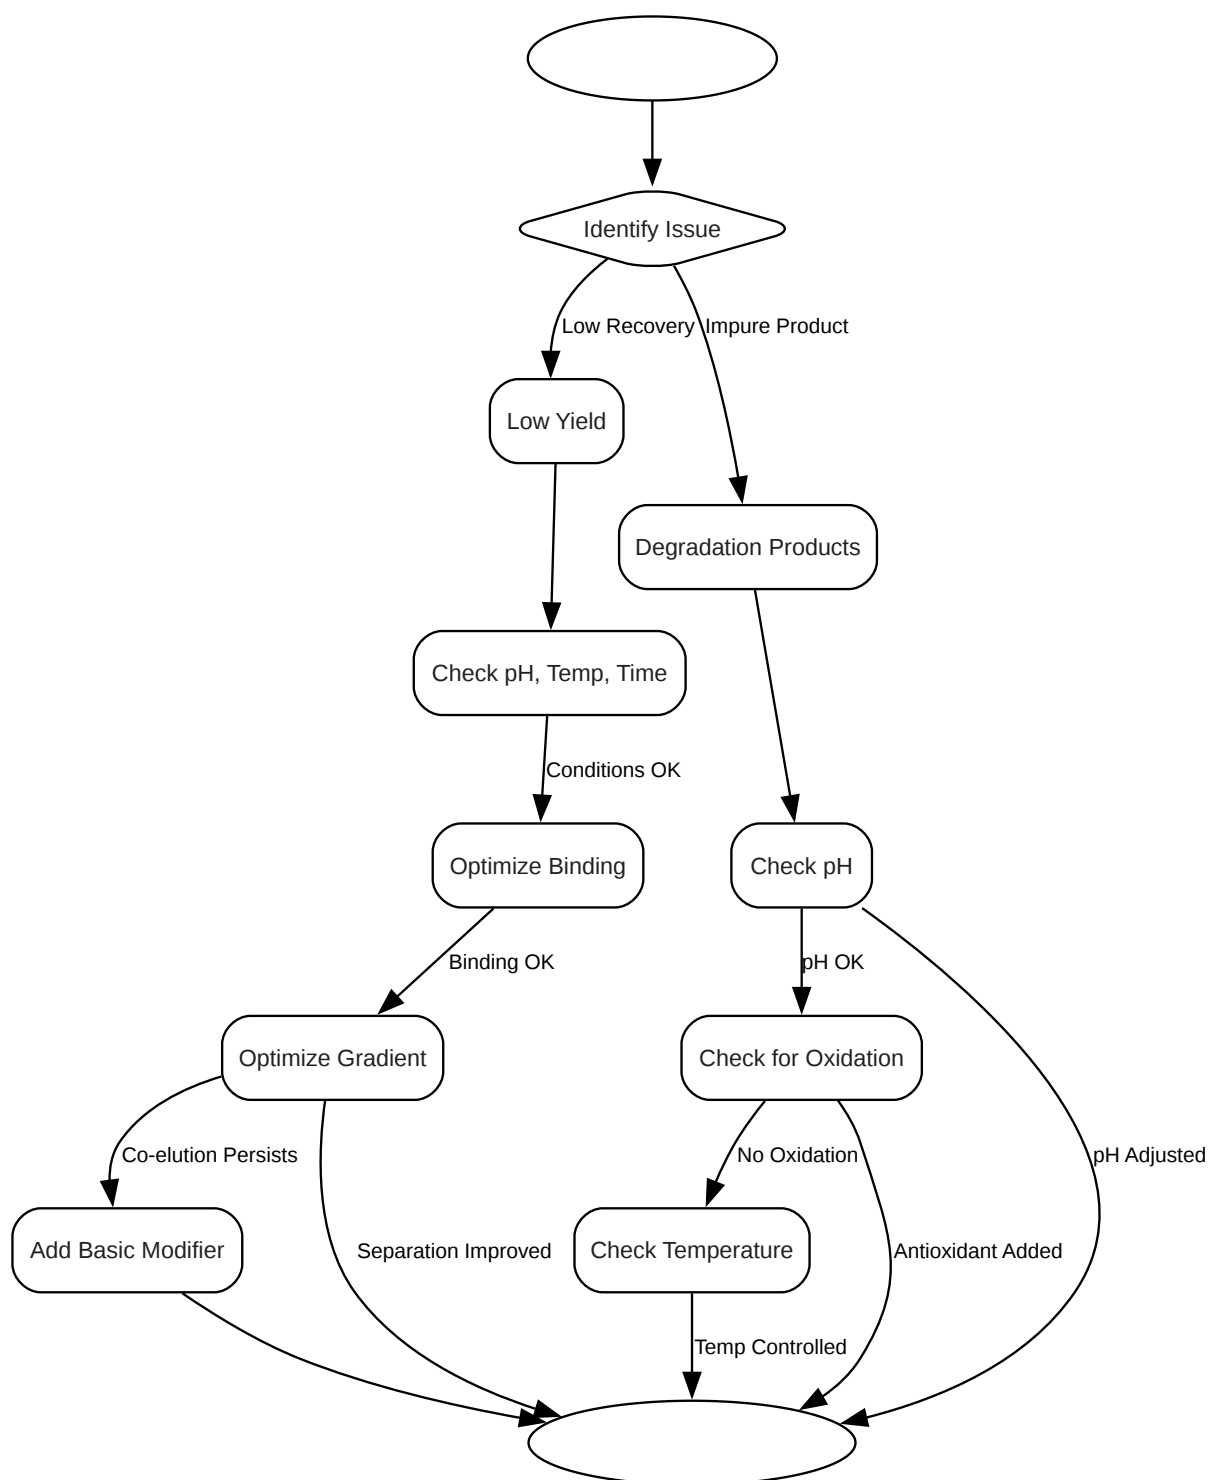 Identify Issue
Low Recovery
Impure Product
Low Yield
Degradation Products
Check pH, Temp, Time
Conditions OK
Optimize Binding
Check pH
Binding OK
pH OK
Optimize Gradient
Check for Oxidation
Co-elution Persists
No Oxidation
pH Adjusted
Add Basic Modifier
Separation Improved
Check Temperature
Antioxidant Added
Temp Controlled